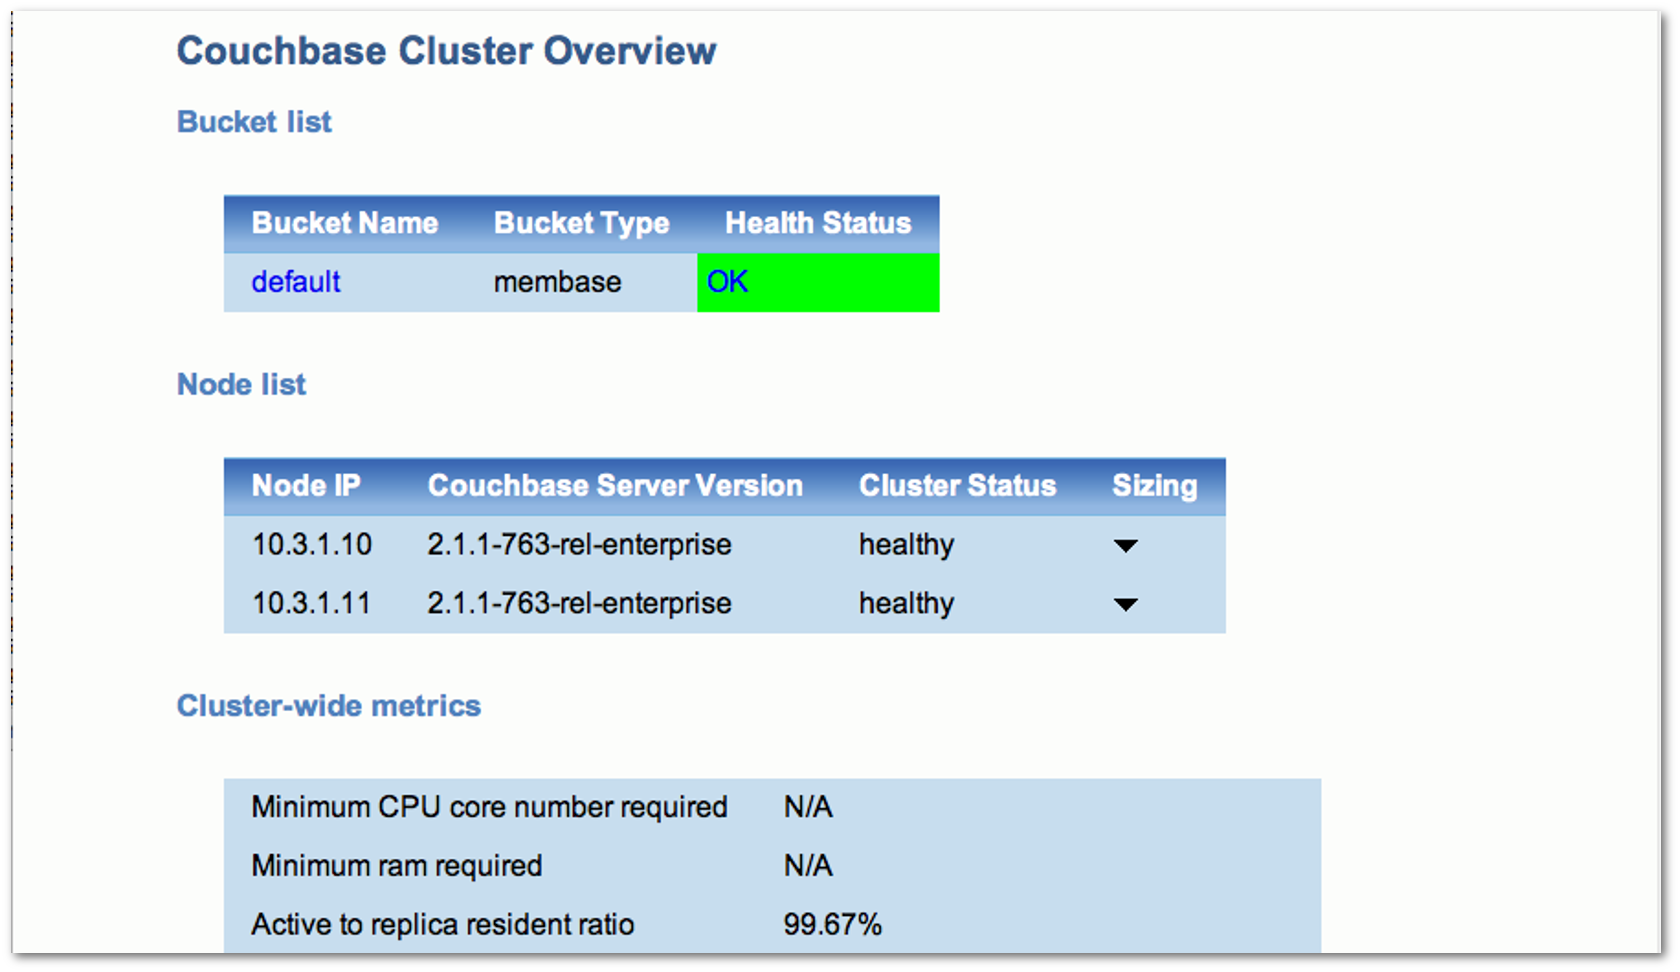 Couchbase Cluster Overview
Bucket list
Bucket Name Bucket Type Health Status
default membase OK
Node list
Node IP Couchbase Server Version Cluster Status Sizing
10.3.1.10 2.1.1-763-rel-enterprise healthy
10.3.1.11 2.1.1-763-rel-enterprise healthy
Cluster-wide metrics
Minimum CPU core number required N/A
Minimum ram required N/A
Active to replica resident ratio 99.67%